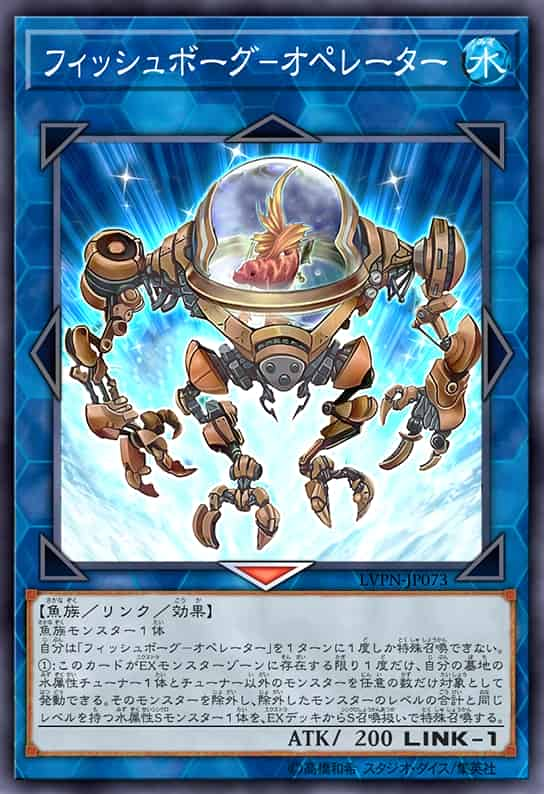 フィッシュボーグ－オペレーター
水
LVPN-JP073
【魚族／リンク／効果】
魚族モンスター１体
自分は「フィッシュボーグ－オペレーター」を１ターンに１度しか特殊召喚できない。
①：このカードがEXモンスターゾーンに存在する限り１度だけ、自分の墓地の
水属性チューナー１体とチューナー以外のモンスターを任意の数だけ対象として
発動できる。そのモンスターを除外し、除外したモンスターのレベルの合計と同じ
レベルを持つ水属性Sモンスター１体を、EXデッキからS召喚扱いで特殊召喚する。
ATK/ 200 LINK-1
©高橋和希 スタジオ・ダイス/集英社